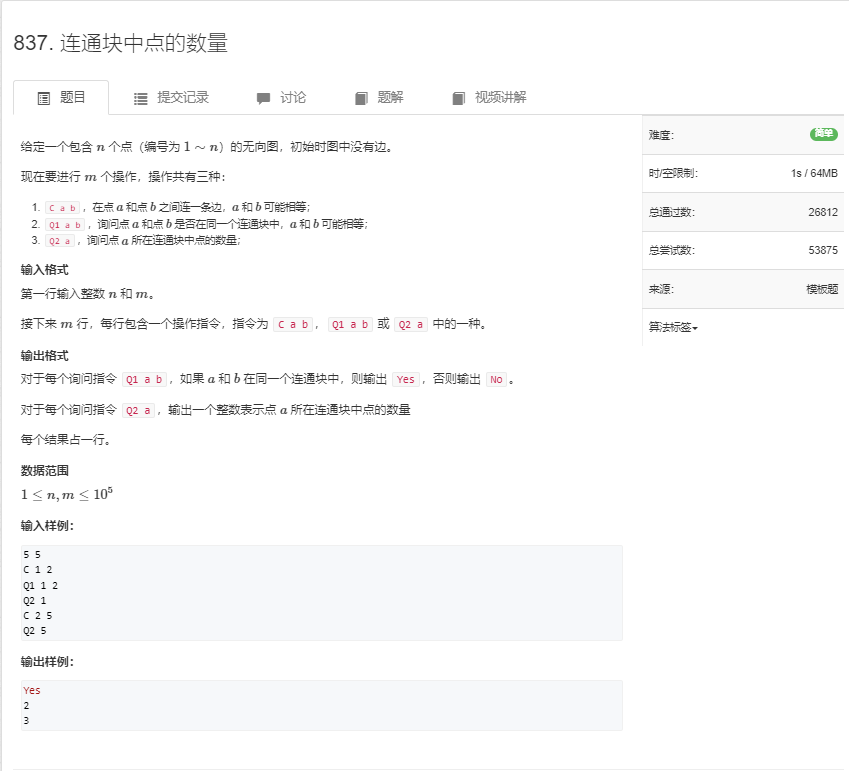 837. 连通块中点的数量
题目 提交记录 讨论 题解 视频讲解
给定一个包含 n 个点（编号为 1 ∼ n）的无向图，初始时图中没有边。
现在要进行 m 个操作，操作共有三种：
1. C a b ，在点 a 和点 b 之间连一条边，a 和 b 可能相等；
2. Q1 a b ，询问点 a 和点 b 是否在同一个连通块中，a 和 b 可能相等；
3. Q2 a ，询问点 a 所在连通块中点的数量；
输入格式
第一行输入整数 n 和 m。
接下来 m 行，每行包含一个操作指令，指令为 C a b ， Q1 a b 或 Q2 a 中的一种。
输出格式
对于每个询问指令 Q1 a b ，如果 a 和 b 在同一个连通块中，则输出 Yes ，否则输出 No 。
对于每个询问指令 Q2 a ，输出一个整数表示点 a 所在连通块中点的数量
每个结果占一行。
数据范围
1 ≤ n, m ≤ 10⁵
输入样例：
5 5
C 1 2
Q1 1 2
Q2 1
C 2 5
Q2 5
输出样例：
Yes
2
3
难度： 简单
时/空限制： 1s / 64MB
总通过数： 26812
总尝试数： 53875
来源： 模板题
算法标签